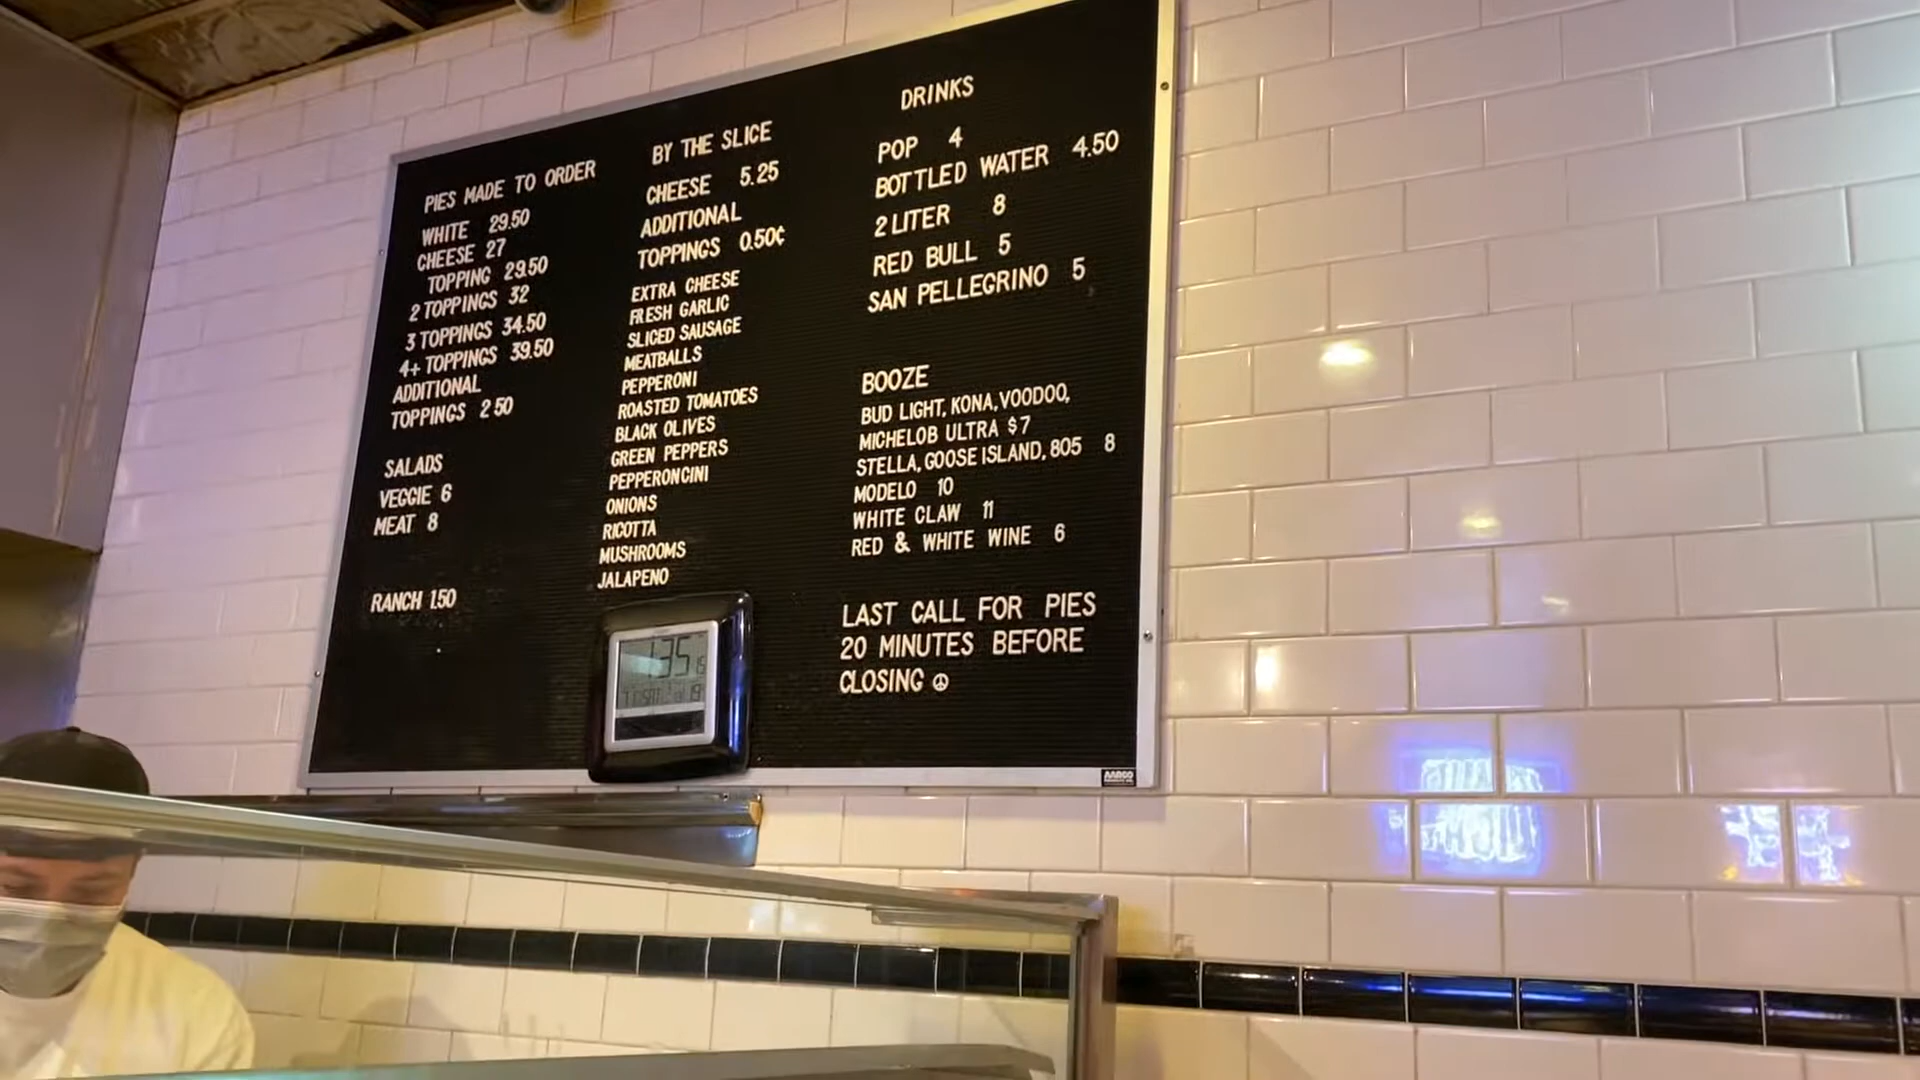 PIES MADE TO ORDER
WHITE 29.50
CHEESE 27
TOPPING 29.50
2 TOPPINGS 32
3 TOPPINGS 34.50
4+ TOPPINGS 39.50
ADDITIONAL
TOPPINGS 2 50
SALADS
VEGGIE 6
MEAT 8
RANCH 1.50
BY THE SLICE
CHEESE 5.25
ADDITIONAL
TOPPINGS 0.50¢
EXTRA CHEESE
FRESH GARLIC
SLICED SAUSAGE
MEATBALLS
PEPPERONI
ROASTED TOMATOES
BLACK OLIVES
GREEN PEPPERS
PEPPERONCINI
ONIONS
RICOTTA
MUSHROOMS
JALAPENO
DRINKS
POP 4
BOTTLED WATER 4.50
2 LITER 8
RED BULL 5
SAN PELLEGRINO 5
BOOZE
BUD LIGHT, KONA, VOODOO,
MICHELOB ULTRA $7
STELLA, GOOSE ISLAND, 805 8
MODELO 10
WHITE CLAW 11
RED & WHITE WINE 6
LAST CALL FOR PIES
20 MINUTES BEFORE
CLOSING ☮
AARCO